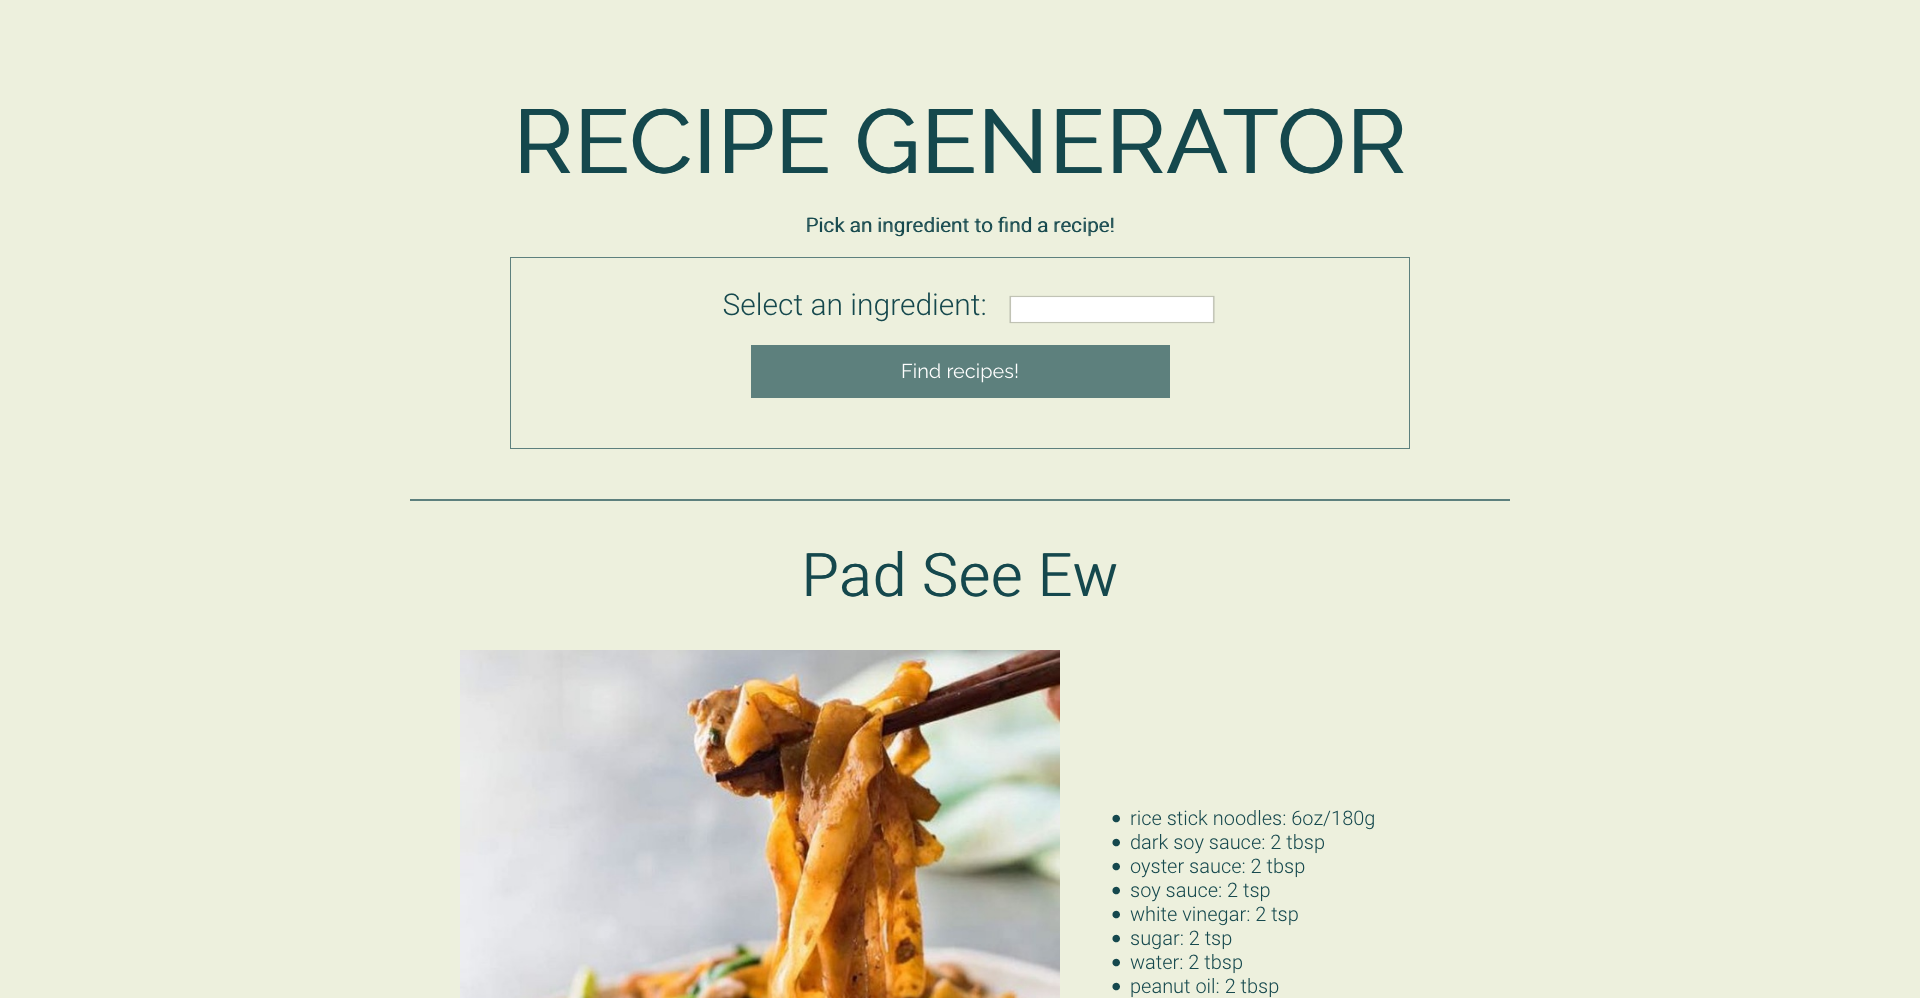 RECIPE GENERATOR
Pick an ingredient to find a recipe!
Select an ingredient:
Find recipes!
Pad See Ew
rice stick noodles: 6oz/180g
dark soy sauce: 2 tbsp
oyster sauce: 2 tbsp
soy sauce: 2 tsp
white vinegar: 2 tsp
sugar: 2 tsp
water: 2 tbsp
peanut oil: 2 tbsp